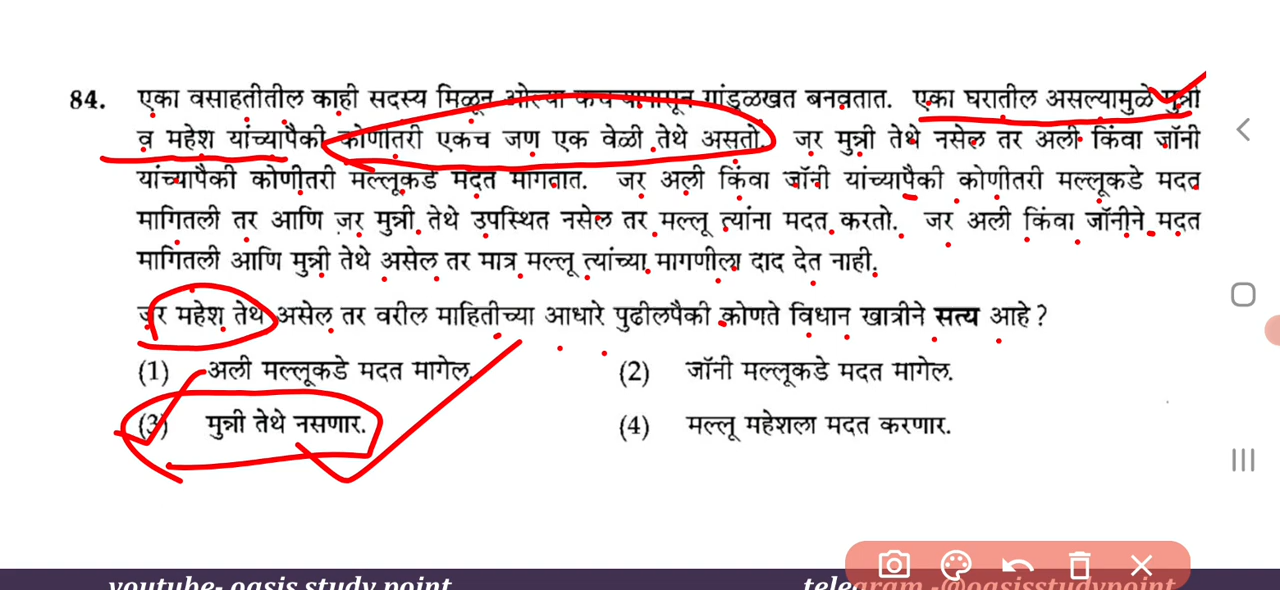 84. एका वसाहतीतील काही सदस्य मिळून ओल्या कचऱ्यापासून गांडूळखत बनवतात. एका घरातील असल्यामुळे मुन्नी
व महेश यांच्यापैकी कोणीतरी एकच जण एक वेळी तेथे असतो. जर मुन्नी तेथे नसेल तर अली किंवा जॉनी
यांच्यापैकी कोणीतरी मल्लूकडे मदत मागतात. जर अली किंवा जॉनी यांच्यापैकी कोणीतरी मल्लूकडे मदत
मागितली तर आणि जर मुन्नी तेथे उपस्थित नसेल तर मल्लू त्यांना मदत करतो. जर अली किंवा जॉनीने मदत
मागितली आणि मुन्नी तेथे असेल तर मात्र मल्लू त्यांच्या मागणीला दाद देत नाही.
जर महेश तेथे असेल तर वरील माहितीच्या आधारे पुढीलपैकी कोणते विधान खात्रीने सत्य आहे ?
(1) अली मल्लूकडे मदत मागेल. (2) जॉनी मल्लूकडे मदत मागेल.
(3) मुन्नी तेथे नसणार. (4) मल्लू महेशला मदत करणार.
youtube- oasis study point telegram -@oasisstudypoint